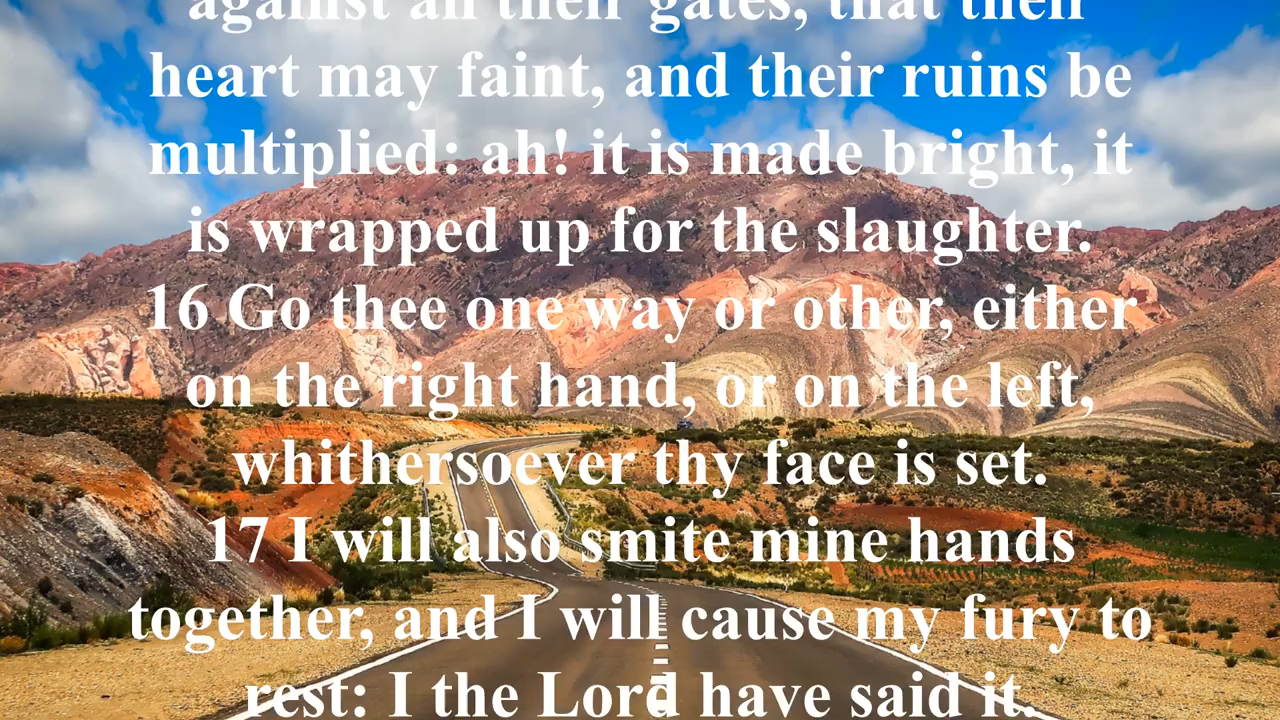 against all their gates, that their
heart may faint, and their ruins be
multiplied: ah! it is made bright, it
is wrapped up for the slaughter.
16 Go thee one way or other, either
on the right hand, or on the left,
whithersoever thy face is set.
17 I will also smite mine hands
together, and I will cause my fury to
rest: I the Lord have said it.